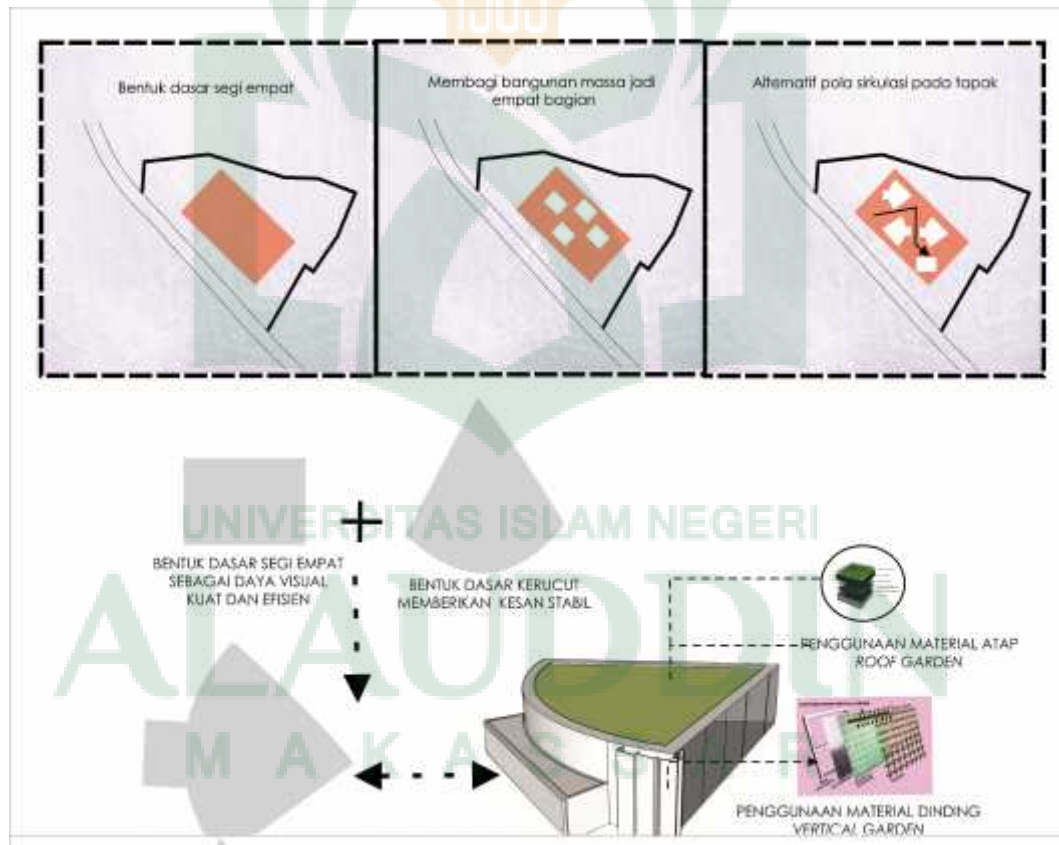 Bentuk dasar segi empat
Membagi bangunan massa jadi
empat bagian
Alternatif pola sirkulasi pada tapak
UNIVERSITAS ISLAM NEGERI
BENTUK DASAR SEGI EMPAT
SEBAGAI DAYA VISUAL
KUAT DAN EFISIEN
BENTUK DASAR KERUCUT
MEMBERIKAN KESAN STABIL
PENGGUNAAN MATERIAL ATAP
ROOF GARDEN
ALAUDDIN
MAKASSAR
PENGGUNAAN MATERIAL DINDING
VERTICAL GARDEN